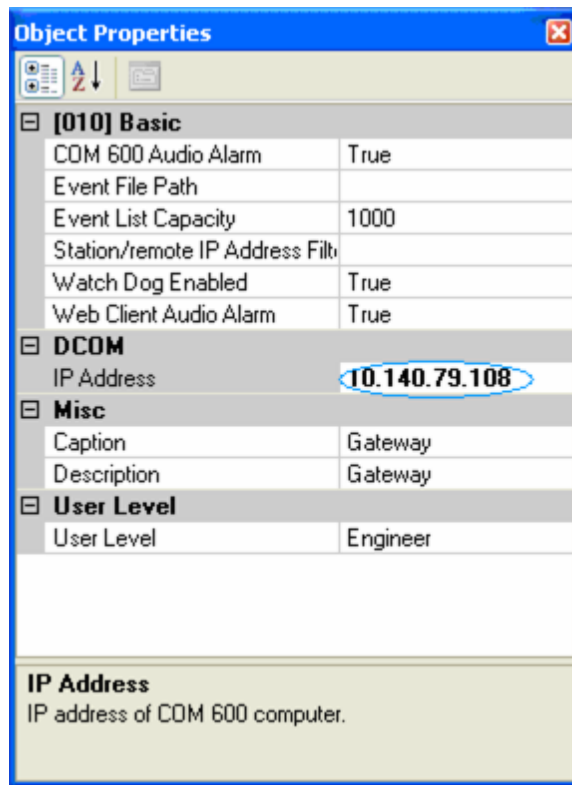 Object Properties
[010] Basic
COM 600 Audio Alarm True
Event File Path
Event List Capacity 1000
Station/remote IP Address Filt
Watch Dog Enabled True
Web Client Audio Alarm True
DCOM
IP Address 10.140.79.108
Misc
Caption Gateway
Description Gateway
User Level
User Level Engineer
IP Address
IP address of COM 600 computer.